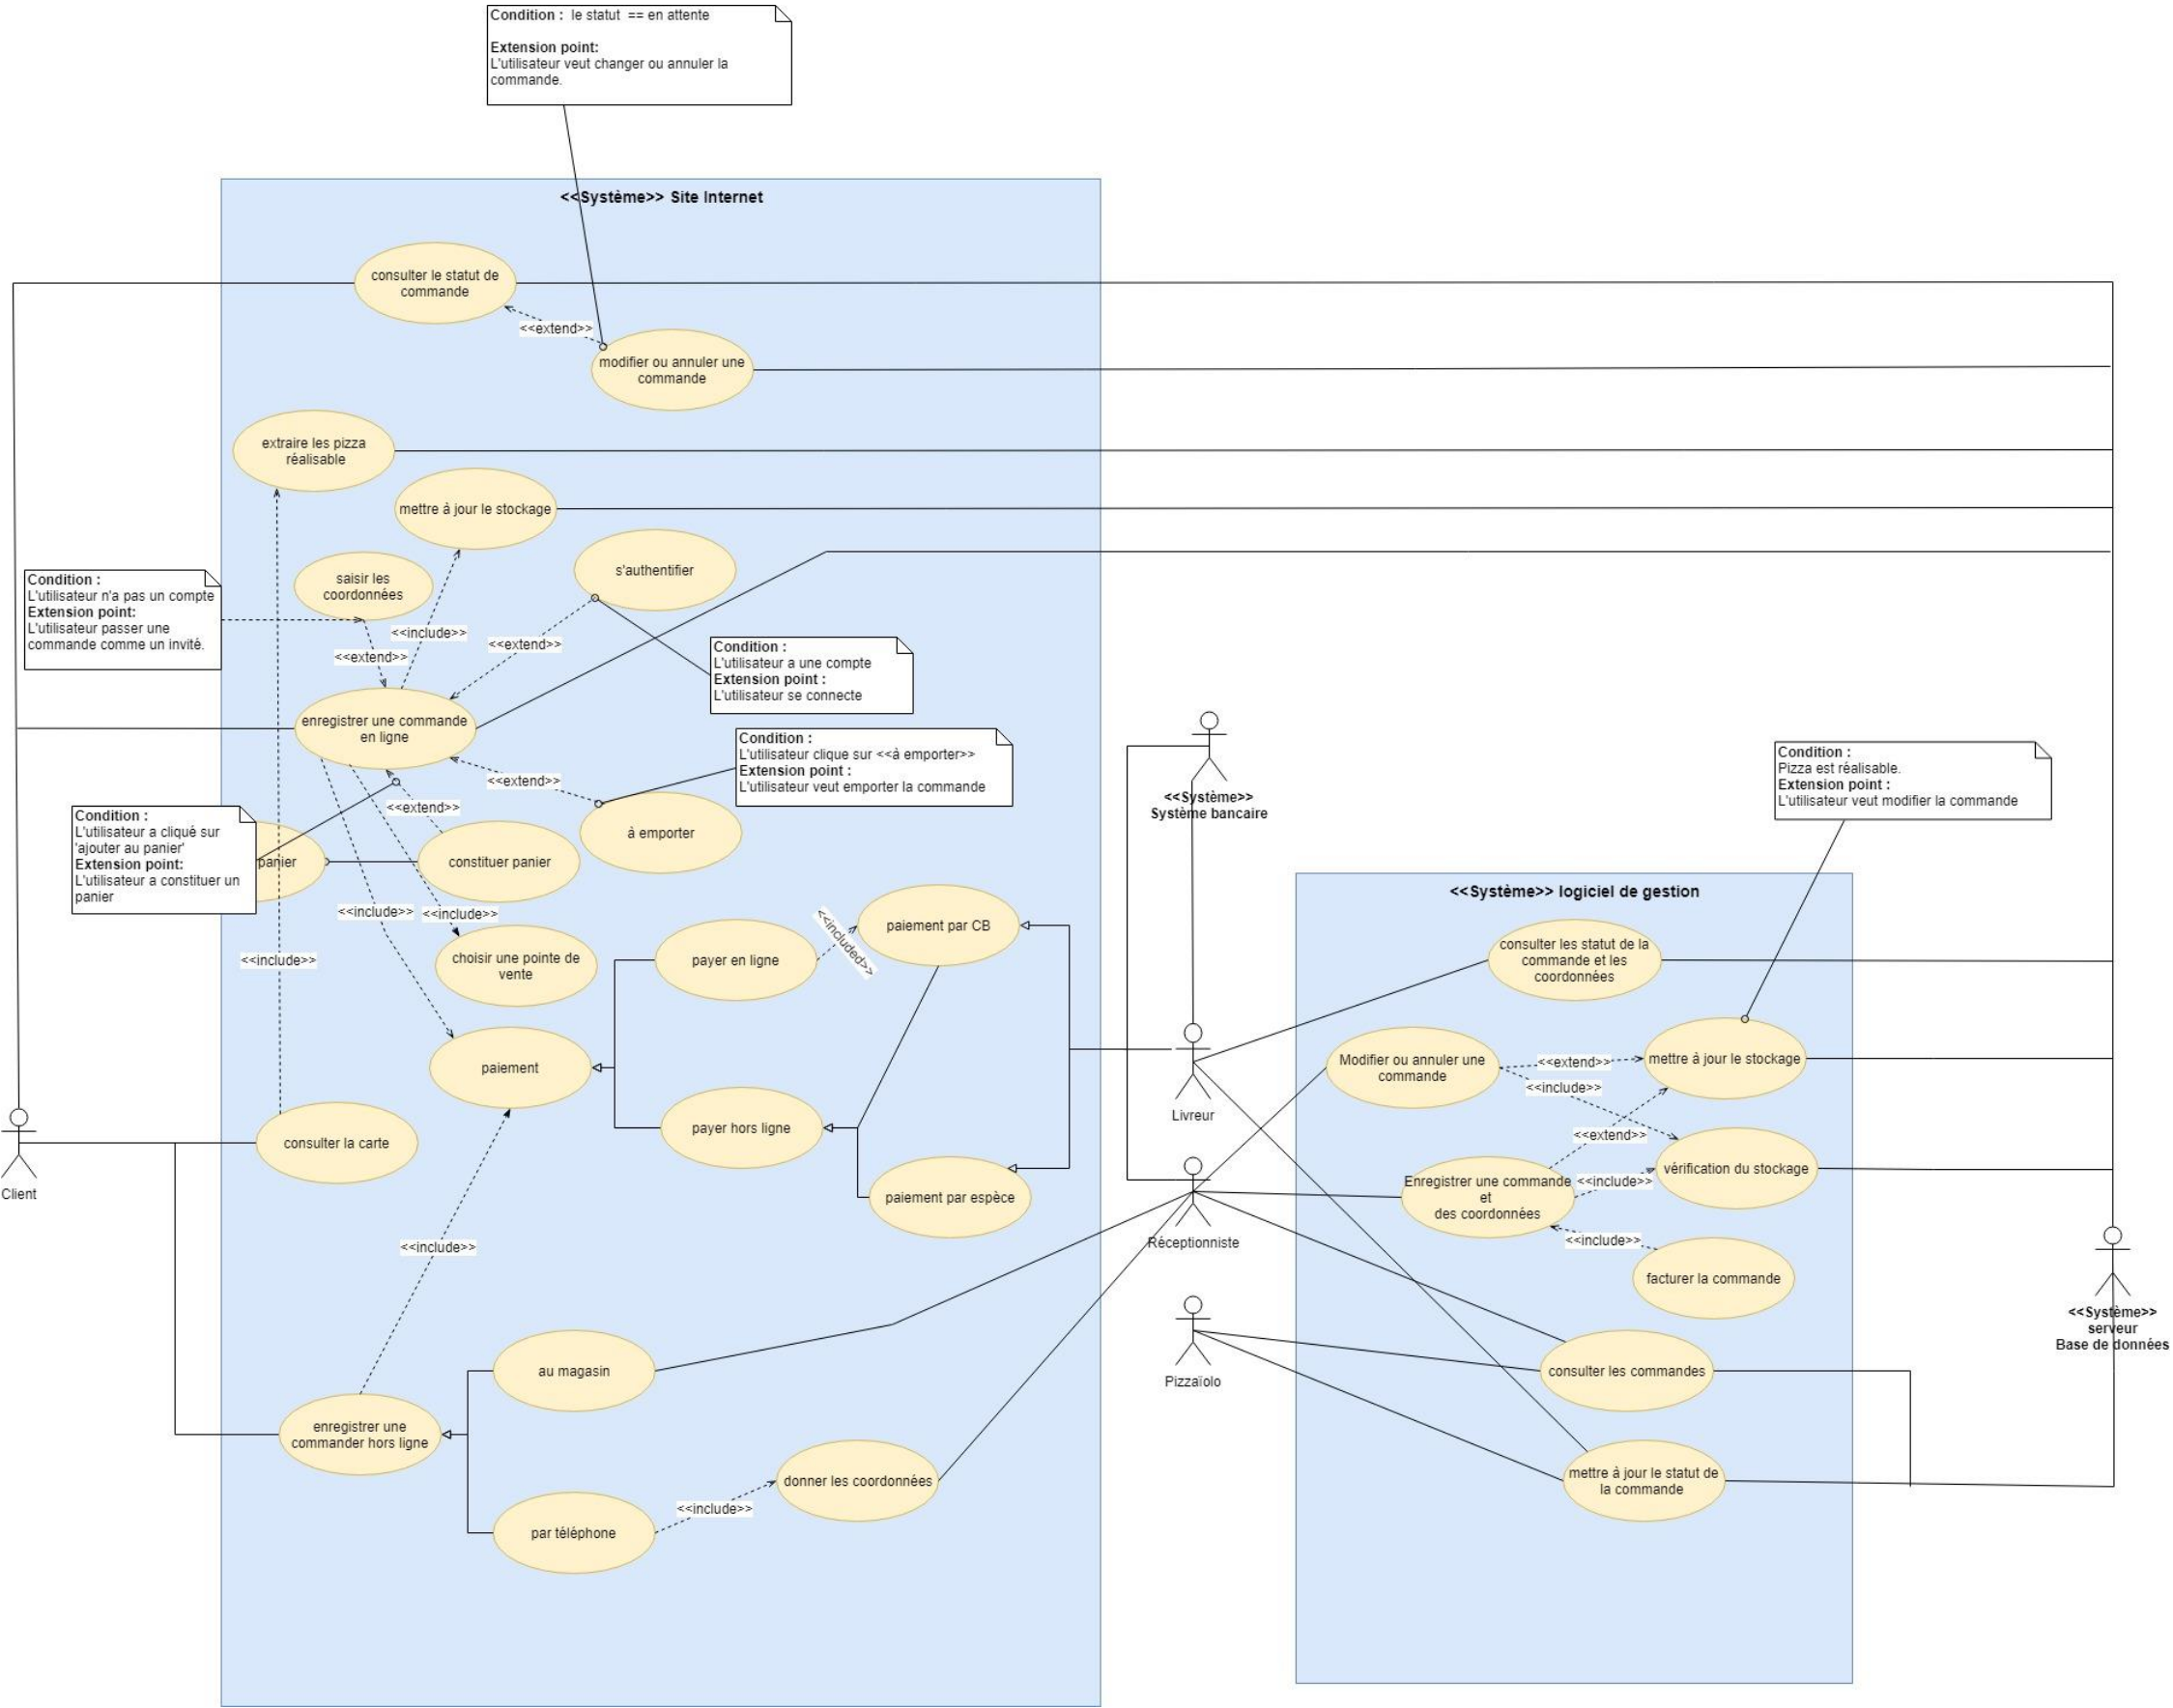 Condition :  le statut  == en attente
Extension point:
L'utilisateur veut changer ou annuler la
commande.
<<Système>> Site Internet
consulter le statut de
commande
<<extend>>
modifier ou annuler une
commande
extraire les pizza
réalisable
mettre à jour le stockage
s'authentifier
saisir les
coordonnées
Condition :
L'utilisateur n'a pas un compte
Extension point:
L'utilisateur passer une
commande comme un invité.
<<include>>
<<extend>>
<<extend>>
Condition :
L'utilisateur a une compte
Extension point :
L'utilisateur se connecte
enregistrer une commande
en ligne
Condition :
L'utilisateur clique sur <<à emporter>>
Extension point :
L'utilisateur veut emporter la commande
<<extend>>
<<extend>>
à emporter
Condition :
L'utilisateur a cliqué sur
'ajouter au panier'
Extension point:
L'utilisateur a constituer un
panier
panier
constituer panier
<<include>>
<<include>>
<<include>>
choisir une pointe de
vente
payer en ligne
<<included>>
paiement par CB
paiement
payer hors ligne
paiement par espèce
consulter la carte
Client
<<include>>
au magasin
enregistrer une
commander hors ligne
donner les coordonnées
<<include>>
par téléphone
<<Système>>
Système bancaire
Livreur
Réceptionniste
Pizzaïolo
Condition :
Pizza est réalisable.
Extension point :
L'utilisateur veut modifier la commande
<<Système>> logiciel de gestion
consulter les statut de la
commande et les
coordonnées
Modifier ou annuler une
commande
<<extend>>
mettre à jour le stockage
<<include>>
<<extend>>
vérification du stockage
Enregistrer une commande
et
des coordonnées
<<include>>
<<include>>
facturer la commande
consulter les commandes
mettre à jour le statut de
la commande
<<Système>>
serveur
Base de données